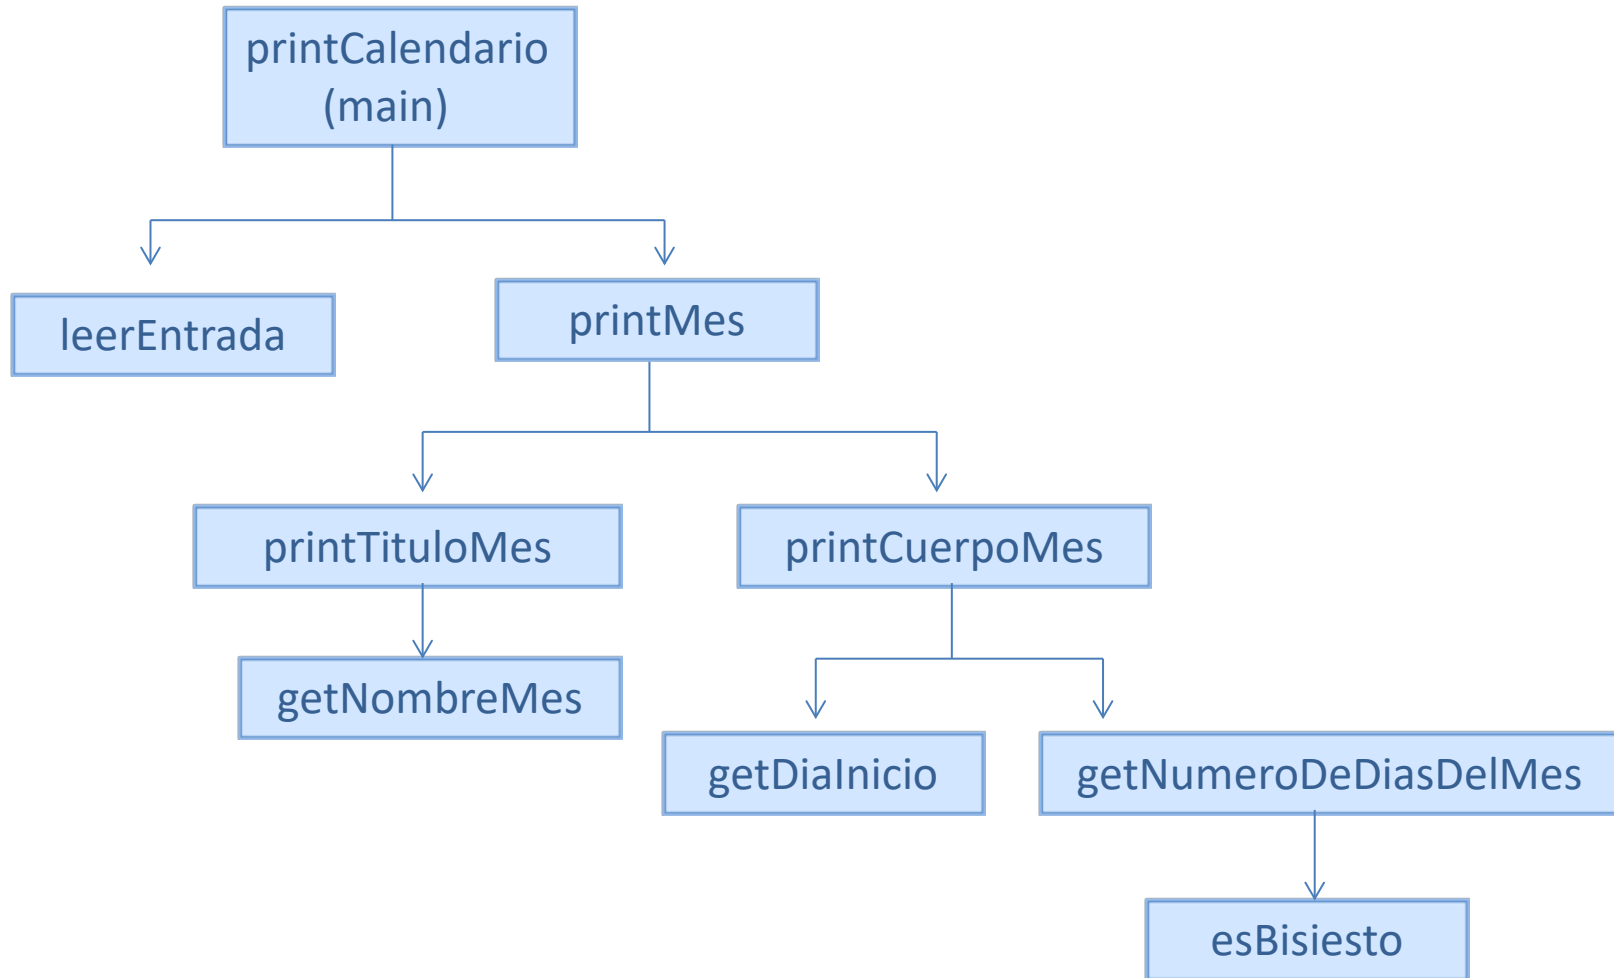 printCalendario
(main)
leerEntrada
printMes
printTituloMes
printCuerpoMes
getNombreMes
getDiaInicio
getNumeroDeDiasDelMes
esBisiesto